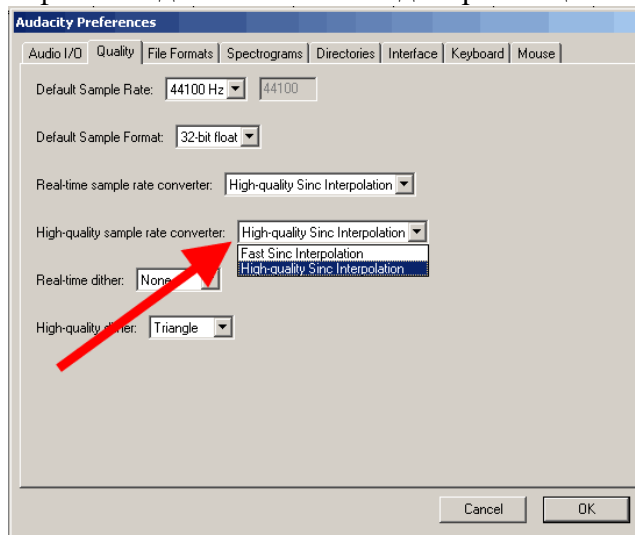 Audacity Preferences
Audio I/O Quality File Formats Spectrograms Directories Interface Keyboard Mouse
Default Sample Rate: 44100 Hz 44100
Default Sample Format: 32-bit float
Real-time sample rate converter: High-quality Sinc Interpolation
High-quality sample rate converter: High-quality Sinc Interpolation
Fast Sinc Interpolation
High-quality Sinc Interpolation
Real-time dither: None
High-quality dither: Triangle
Cancel OK